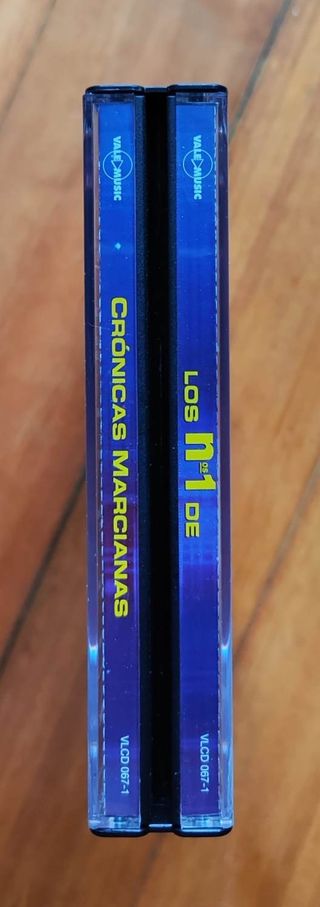 VALE MUSIC
LOS nos1 DE
VLCD 067-1
VALE MUSIC
CRÓNICAS MARCIANAS
VLCD 067-1